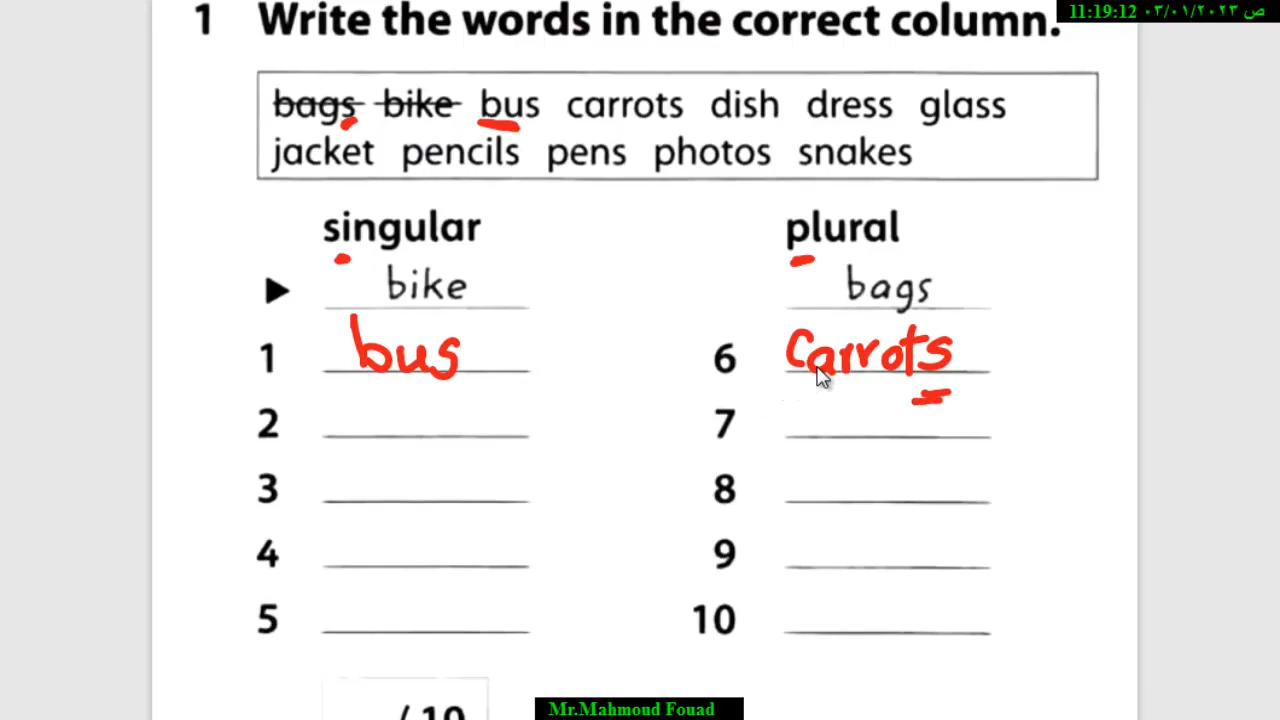 11:19:12 ٠٣/٠١/٢٠٢٣ ص
1 Write the words in the correct column.
bags bike bus carrots dish dress glass
jacket pencils pens photos snakes
singular plural
bike bags
1 bus 6 carrots
2 7
3 8
4 9
5 10
/ 10
Mr.Mahmoud Fouad